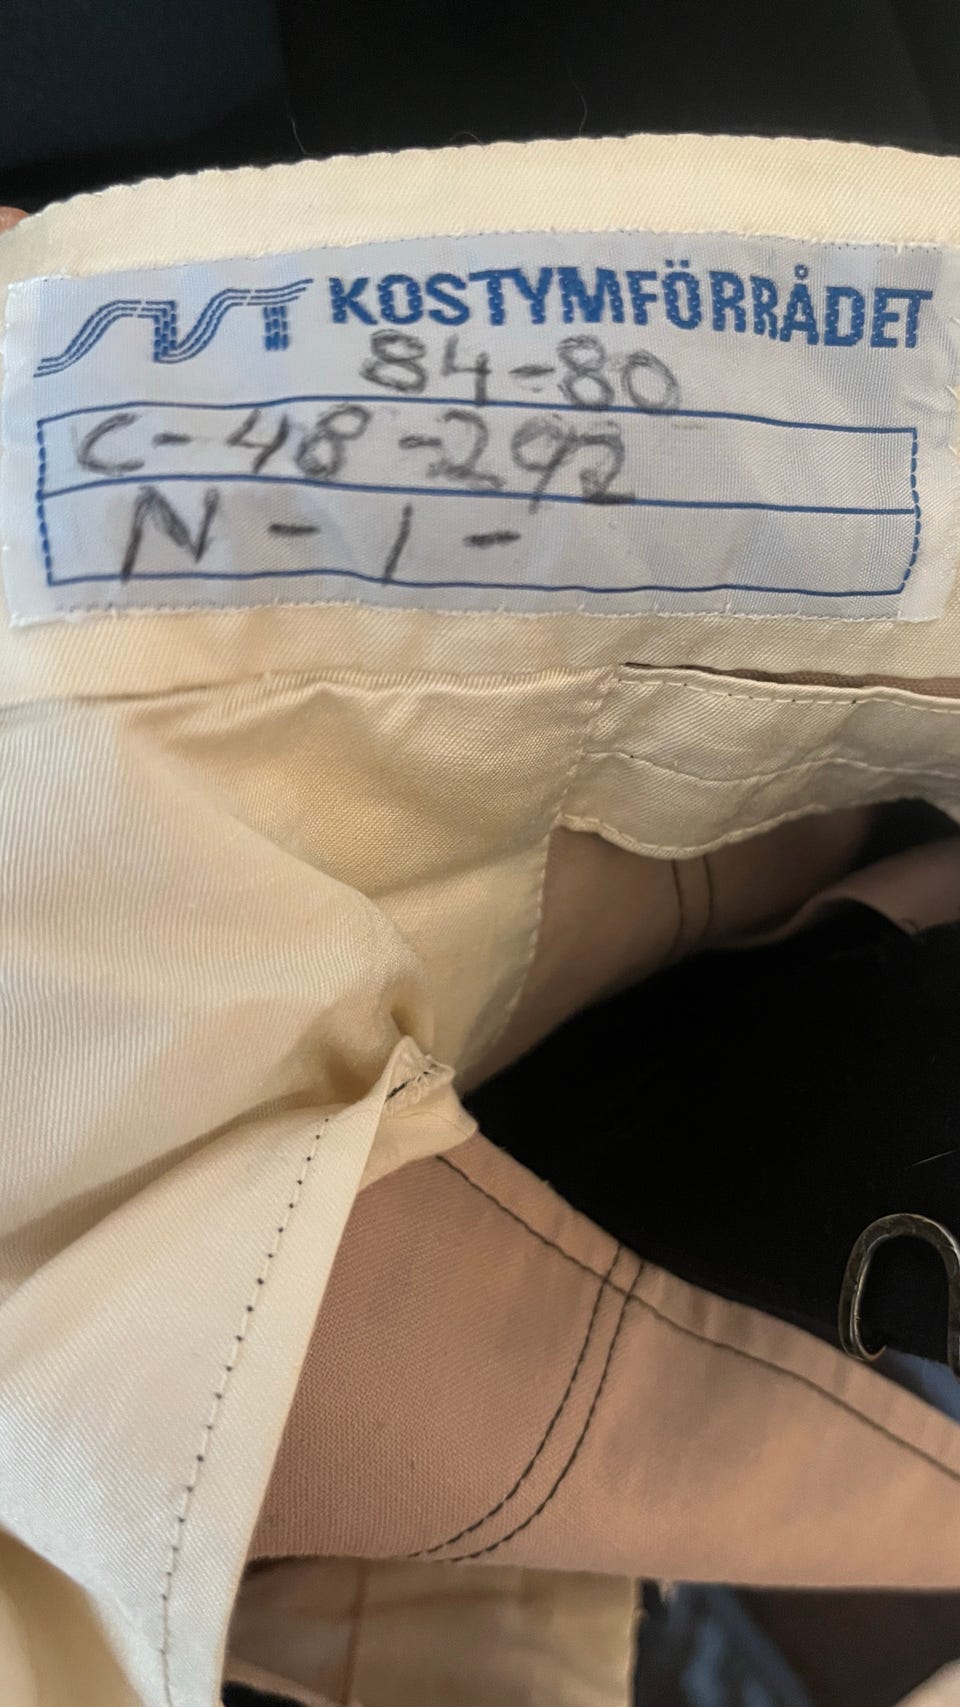 SVT KOSTYMFÖRRÅDET
84-80
C-48-292
N-1-